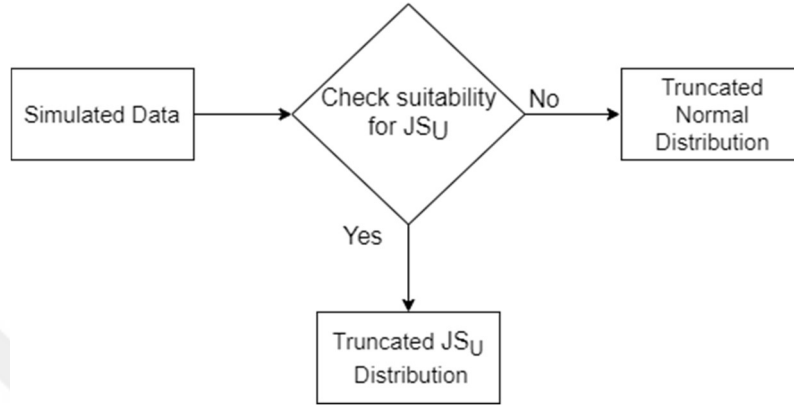 Simulated Data
Check suitability
for JSU
No
Truncated
Normal
Distribution
Yes
Truncated JSU
Distribution